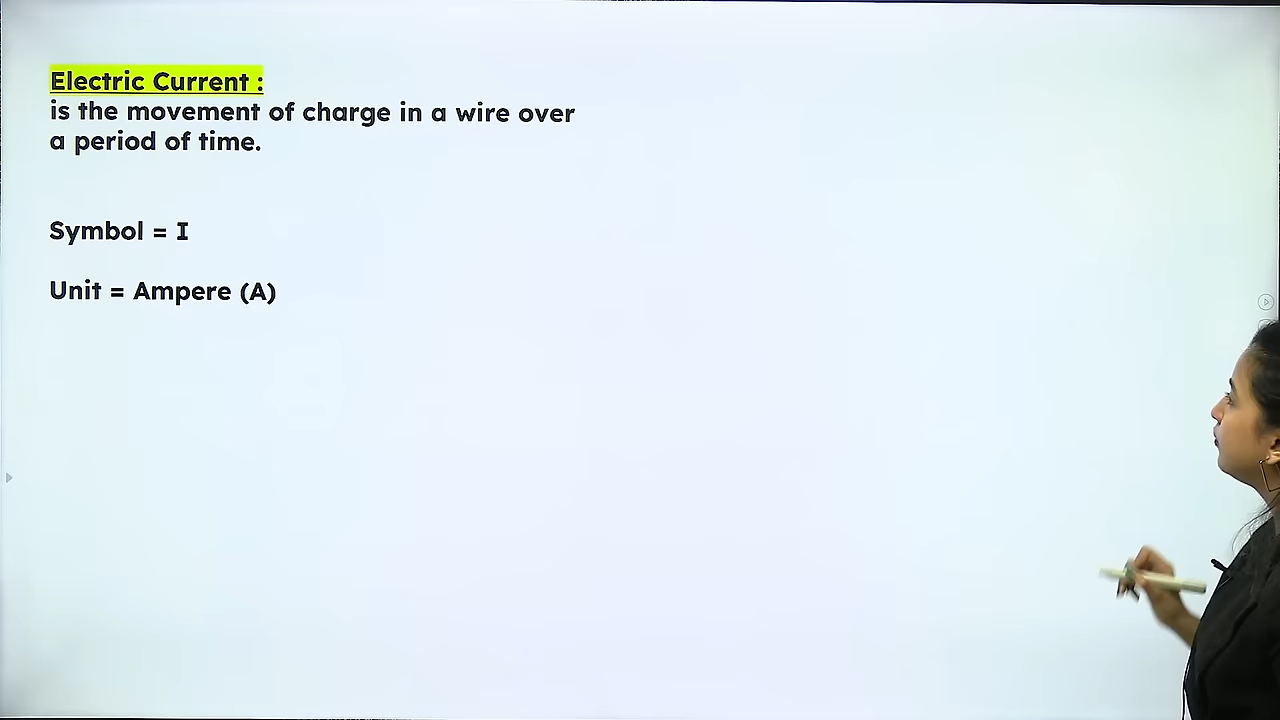 Electric Current :
is the movement of charge in a wire over
a period of time.
Symbol = I
Unit = Ampere (A)